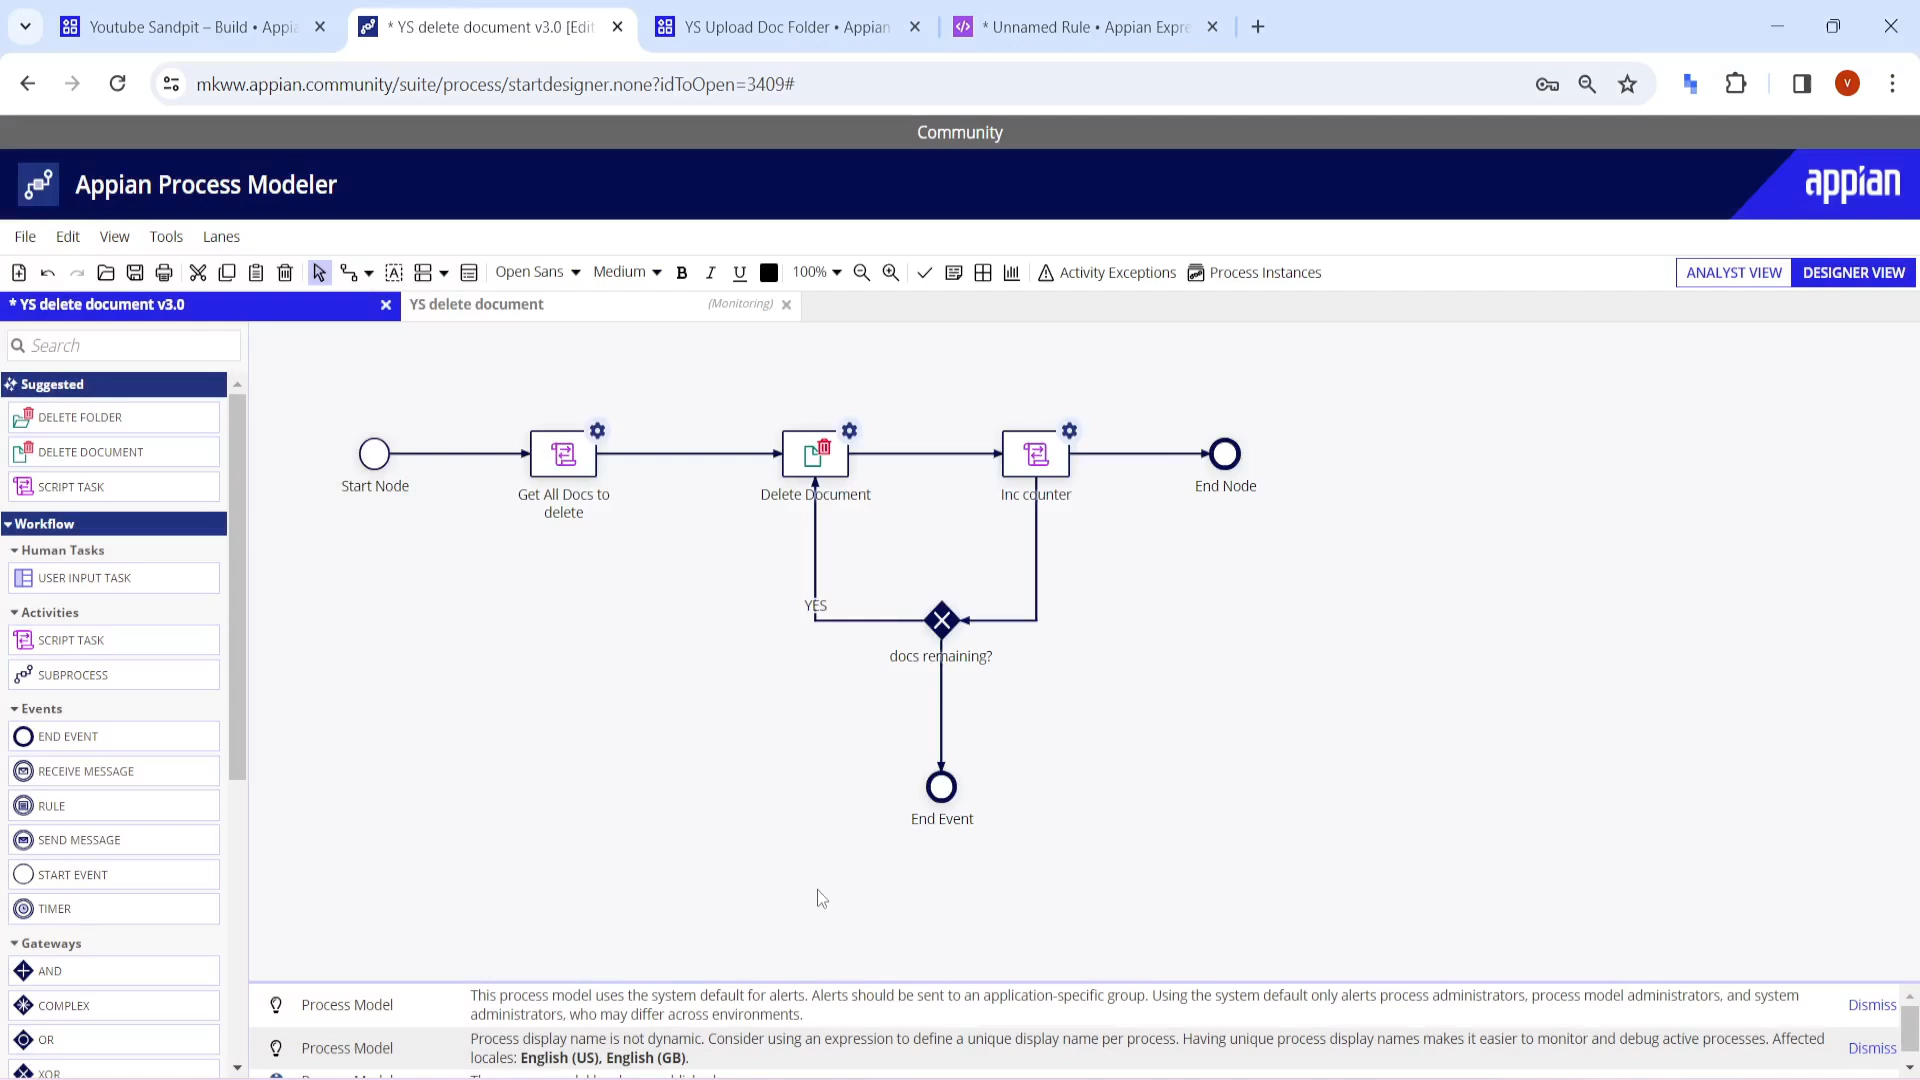 Youtube Sandpit – Build • Appia
* YS delete document v3.0 [Edit
YS Upload Doc Folder • Appian
* Unnamed Rule • Appian Expre
mkww.appian.community/suite/process/startdesigner.none?idToOpen=3409#
V
Community
Appian Process Modeler
appian
File Edit View Tools Lanes
Open Sans Medium B I U 100% Activity Exceptions Process Instances ANALYST VIEW DESIGNER VIEW
* YS delete document v3.0
YS delete document (Monitoring)
Search
Suggested
DELETE FOLDER
DELETE DOCUMENT
SCRIPT TASK
Workflow
Human Tasks
USER INPUT TASK
Activities
SCRIPT TASK
SUBPROCESS
Events
END EVENT
RECEIVE MESSAGE
RULE
SEND MESSAGE
START EVENT
TIMER
Gateways
AND
COMPLEX
OR
XOR
Start Node
Get All Docs to
delete
Delete Document
Inc counter
End Node
YES
docs remaining?
End Event
Process Model
This process model uses the system default for alerts. Alerts should be sent to an application-specific group. Using the system default only alerts process administrators, process model administrators, and system
administrators, who may differ across environments.
Dismiss
Process Model
Process display name is not dynamic. Consider using an expression to define a unique display name per process. Having unique process display names makes it easier to monitor and debug active processes. Affected
locales: English (US), English (GB).
Dismiss